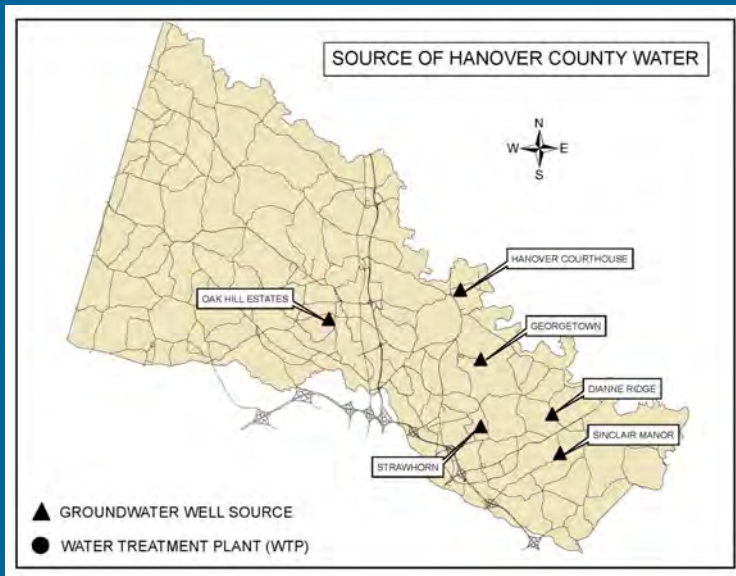 SOURCE OF HANOVER COUNTY WATER
N
W E
S
HANOVER COURTHOUSE
OAK HILL ESTATES
GEORGETOWN
DIANNE RIDGE
SINCLAIR MANOR
STRAWHORN
GROUNDWATER WELL SOURCE
WATER TREATMENT PLANT (WTP)